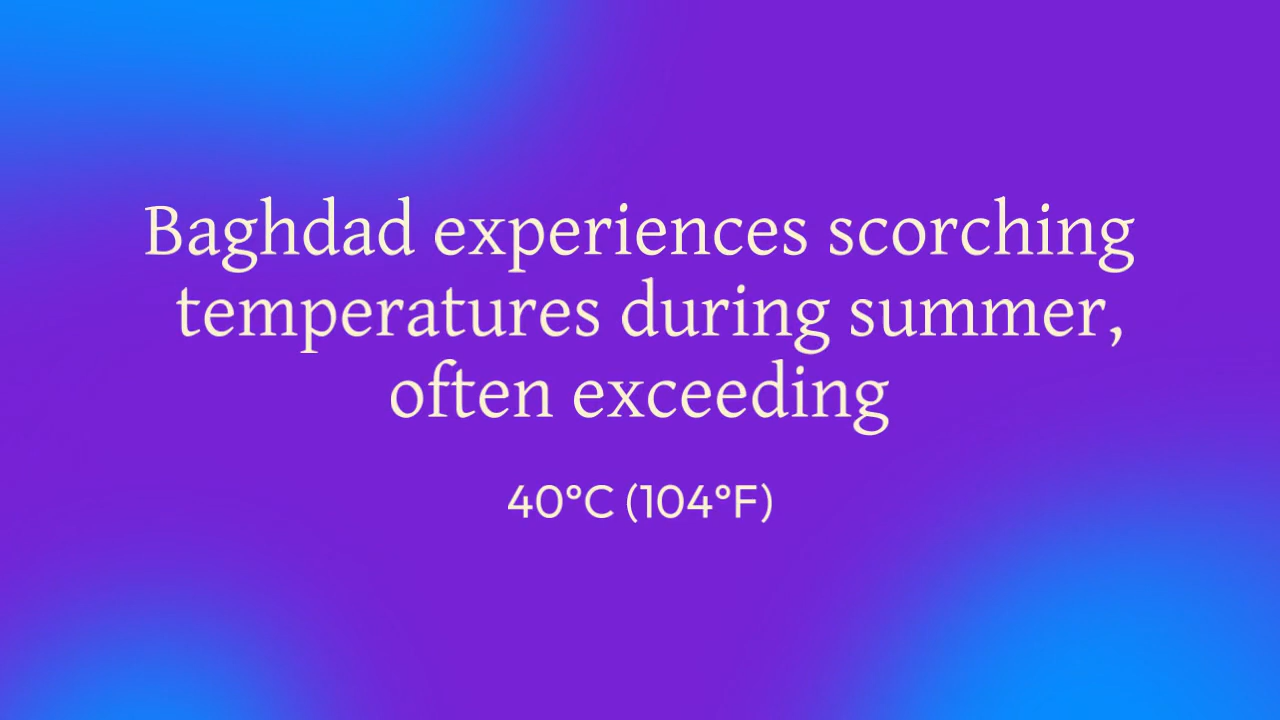 Baghdad experiences scorching
temperatures during summer,
often exceeding
40°C (104°F)